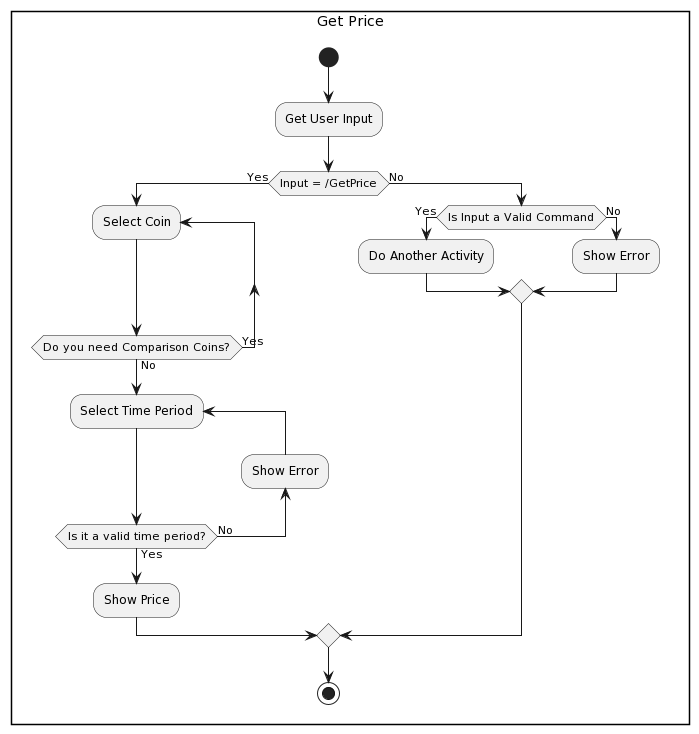 Get Price
Get User Input
Yes
Input = /GetPrice
No
Select Coin
Yes
Is Input a Valid Command
No
Do Another Activity
Show Error
Do you need Comparison Coins?
Yes
No
Select Time Period
Show Error
Is it a valid time period?
No
Yes
Show Price